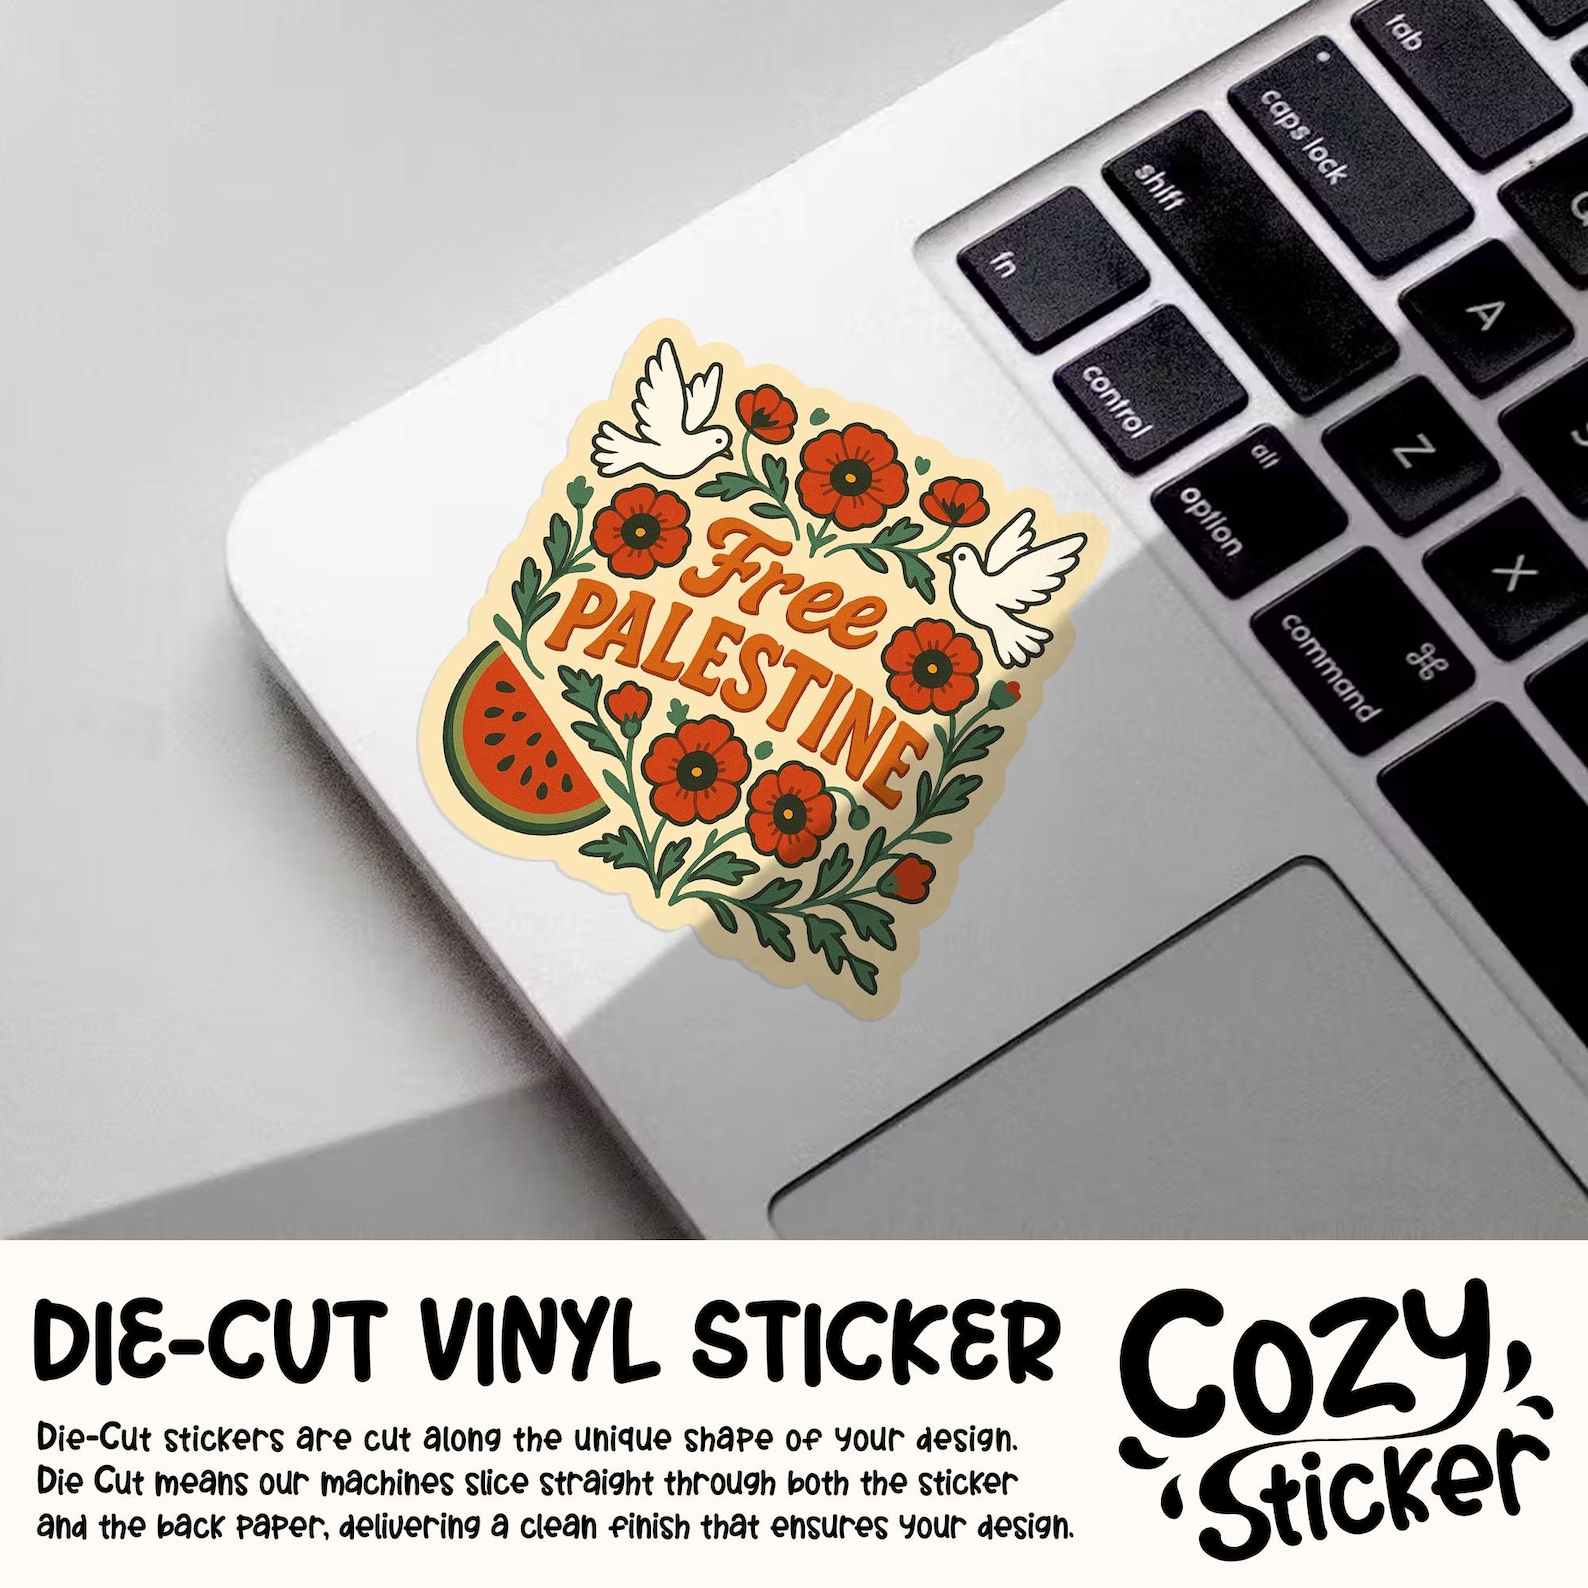 tab
caps lock
shift
fn
A
control
Z
alt
option
X
command ⌘
Free
PALESTINE
DIE-CUT VINYL STICKER
Die-Cut stickers are cut along the unique shape of your design.
Die Cut means our machines slice straight through both the sticker
and the back paper, delivering a clean finish that ensures your design.
Cozy
Sticker